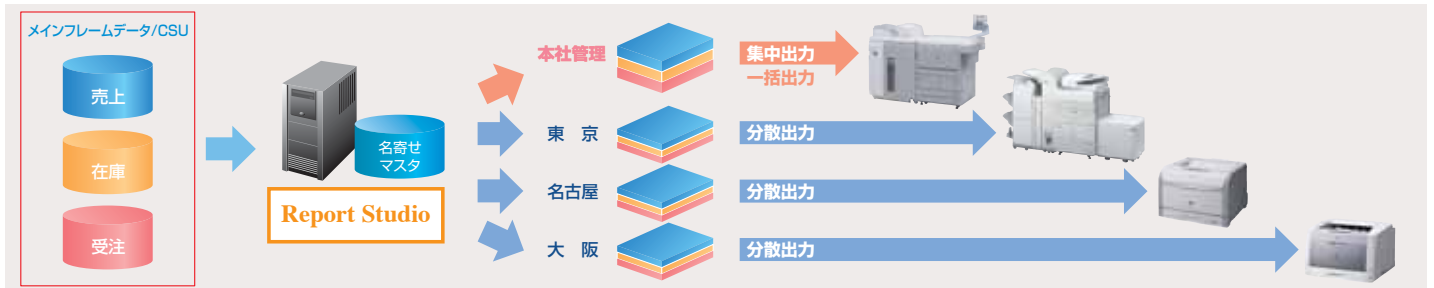 メインフレームデータ/CSU
売上
在庫
受注
名寄せ
マスタ
Report Studio
本社管理
集中出力
一括出力
東 京
分散出力
名古屋
分散出力
大 阪
分散出力